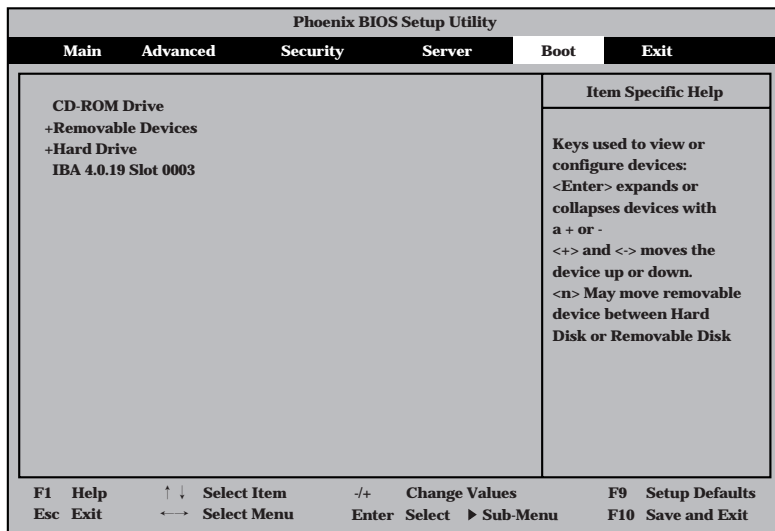 Phoenix BIOS Setup Utility
Main Advanced Security Server Boot Exit
CD-ROM Drive
+Removable Devices
+Hard Drive
IBA 4.0.19 Slot 0003
Item Specific Help
Keys used to view or
configure devices:
<Enter> expands or
collapses devices with
a + or -
<+> and <-> moves the
device up or down.
<n> May move removable
device between Hard
Disk or Removable Disk
F1 Help ↑ ↓ Select Item -/+ Change Values F9 Setup Defaults
Esc Exit ←→ Select Menu Enter Select ▶ Sub-Menu F10 Save and Exit